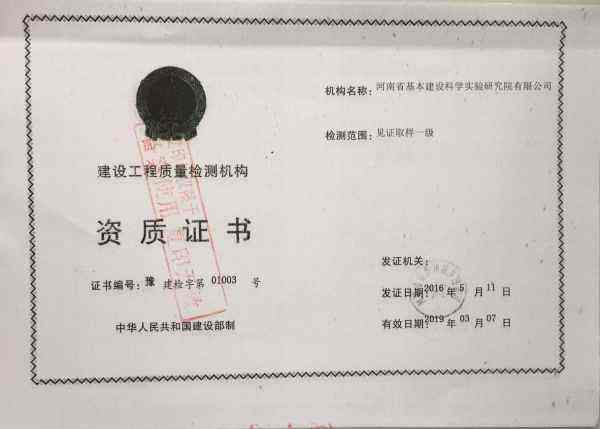 建设工程质量检测机构
资质证书
证书编号：豫 建检字第 01003 号
中华人民共和国建设部制
机构名称：河南省基本建设科学实验研究院有限公司
检测范围：见证取样一级
发证机关：
发证日期：2016 年 5 月 11 日
有效日期：2019 年 03 月 07 日